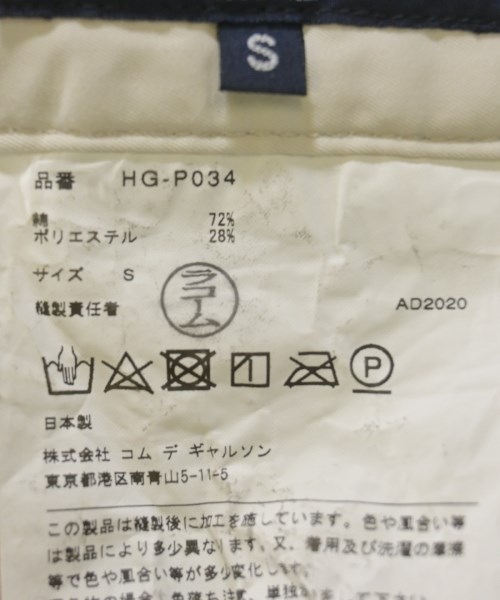 S
品番 HG-P034
綿 72%
ポリエステル 28%
サイズ S
ラコーム
縫製責任者 AD2020
P
日本製
株式会社 コム デ ギャルソン
東京都港区南青山5-11-5
この製品は縫製後に加工を施しています。色や風合い等
は製品により多少異なります。又、着用及び洗濯の摩擦
等で色や風合い等が多少変化します。